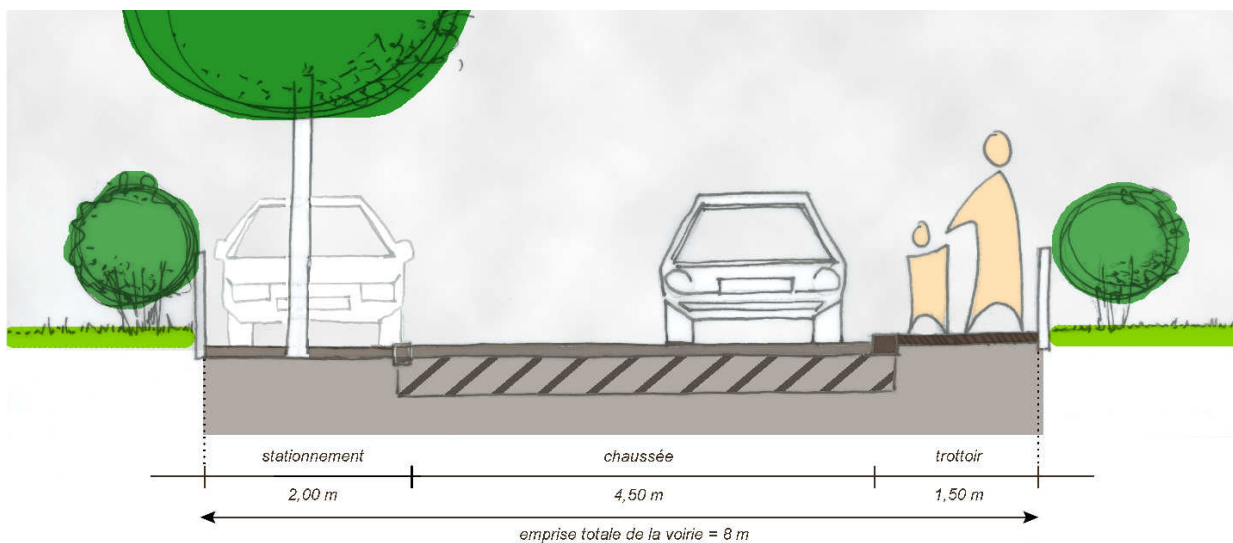 stationnement chaussée trottoir
2,00 m 4,50 m 1,50 m
emprise totale de la voirie = 8 m